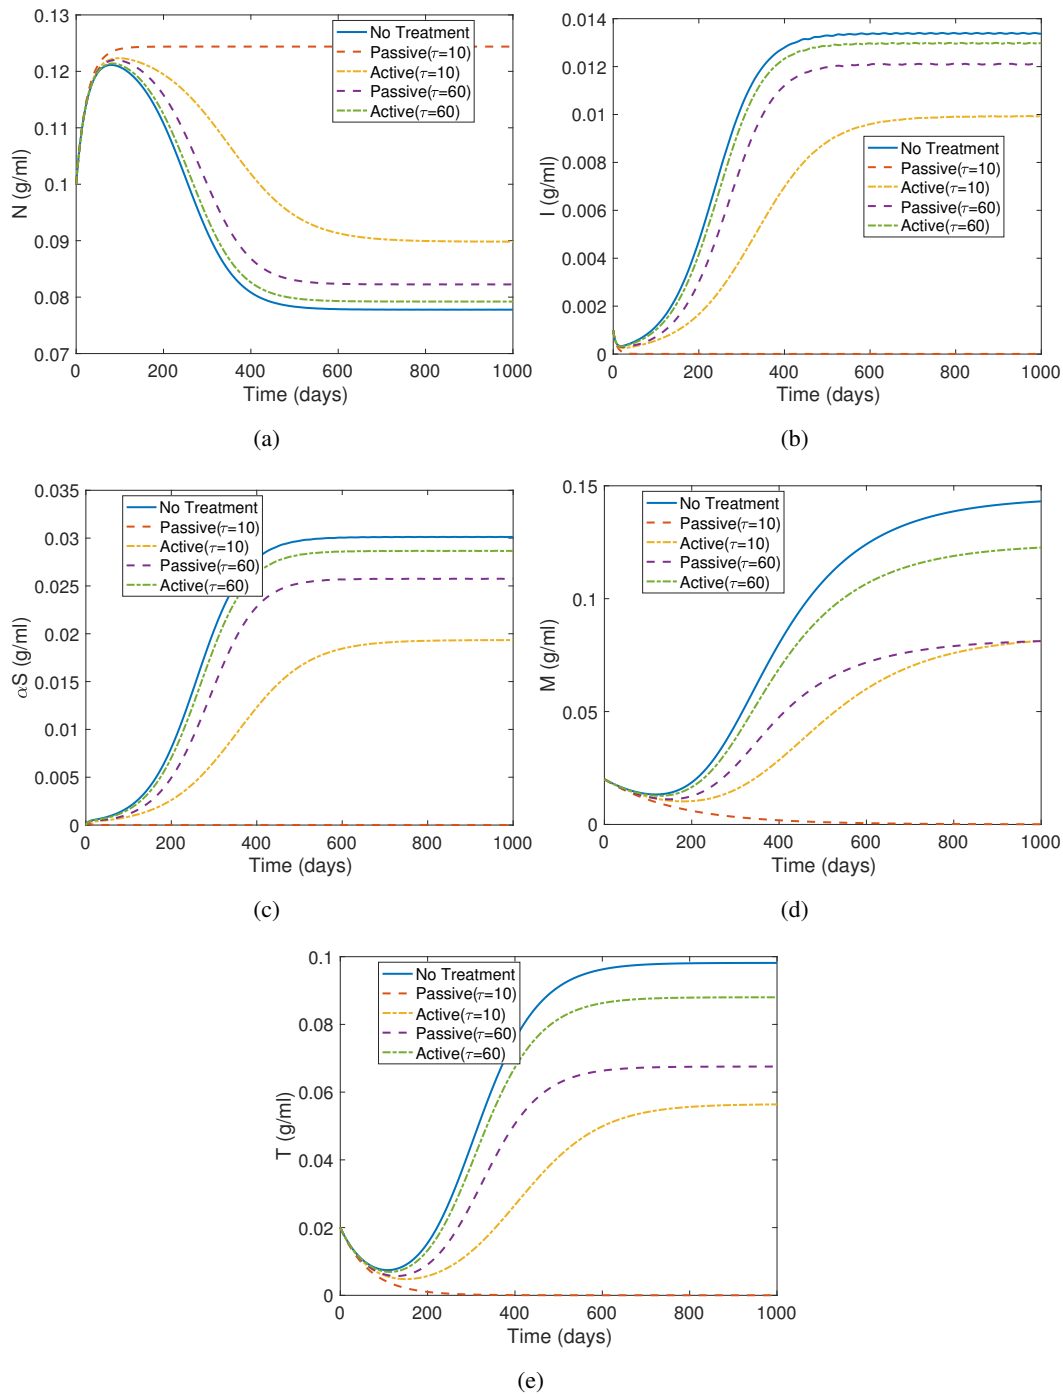 0.13
0.12
0.11
0.1
0.09
0.08
0.07
N (g/ml)
0 200 400 600 800 1000
Time (days)
No Treatment
Passive(τ=10)
Active(τ=10)
Passive(τ=60)
Active(τ=60)
(a)
0.014
0.012
0.01
0.008
0.006
0.004
0.002
0
I (g/ml)
0 200 400 600 800 1000
Time (days)
No Treatment
Passive(τ=10)
Active(τ=10)
Passive(τ=60)
Active(τ=60)
(b)
0.035
0.03
0.025
0.02
0.015
0.01
0.005
0
αS (g/ml)
0 200 400 600 800 1000
Time (days)
No Treatment
Passive(τ=10)
Active(τ=10)
Passive(τ=60)
Active(τ=60)
(c)
0.15
0.1
0.05
0
M (g/ml)
0 200 400 600 800 1000
Time (days)
No Treatment
Passive(τ=10)
Active(τ=10)
Passive(τ=60)
Active(τ=60)
(d)
0.1
0.08
0.06
0.04
0.02
0
T (g/ml)
0 200 400 600 800 1000
Time (days)
No Treatment
Passive(τ=10)
Active(τ=10)
Passive(τ=60)
Active(τ=60)
(e)